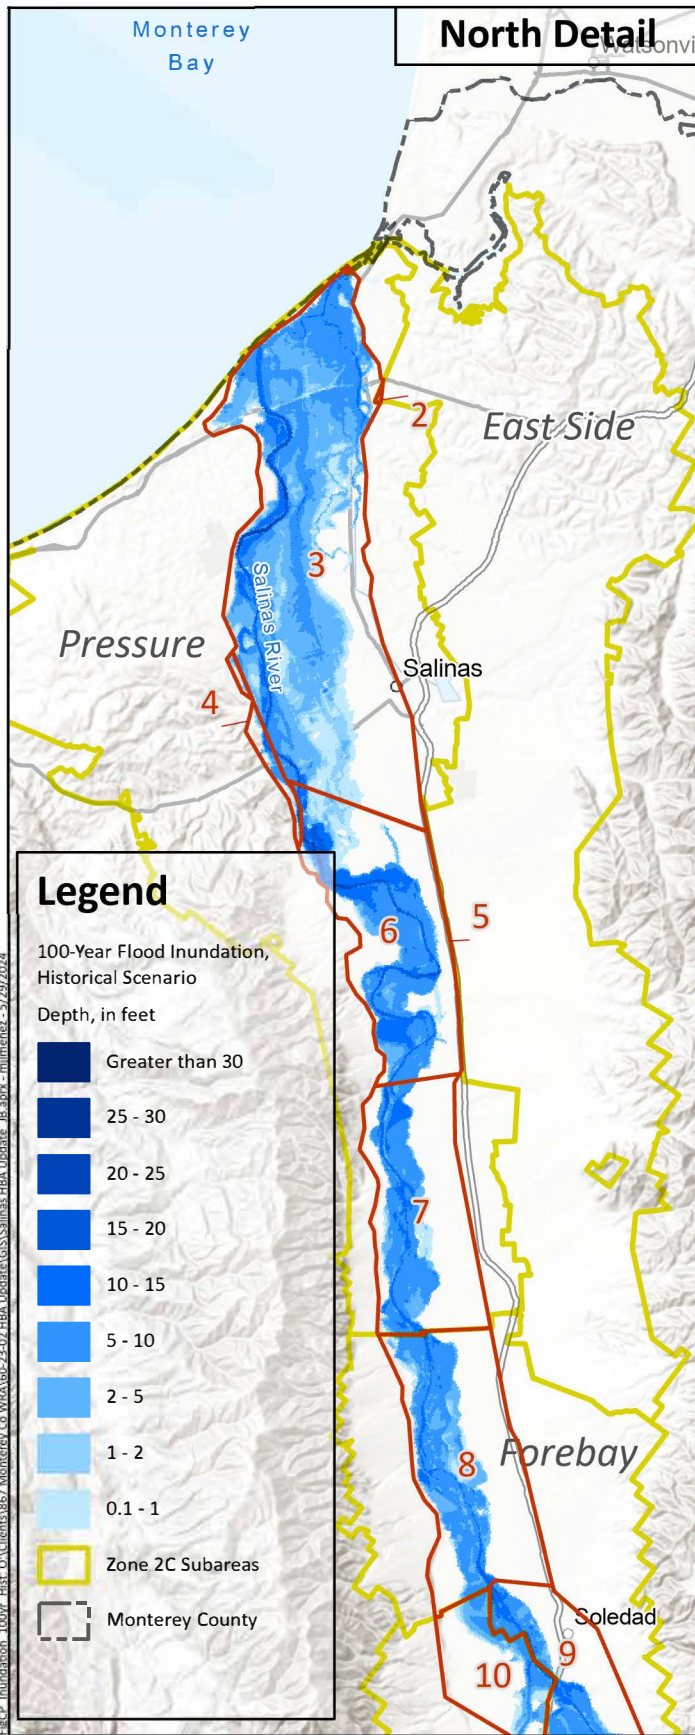 North Detail
Monterey
Bay
2
East Side
3
Salinas River
Pressure
Salinas
4
5
6
Legend
100-Year Flood Inundation,
Historical Scenario
Depth, in feet
Greater than 30
25 - 30
20 - 25
15 - 20
10 - 15
5 - 10
2 - 5
1 - 2
0.1 - 1
Zone 2C Subareas
Monterey County
7
8
Forebay
Soledad
9
10